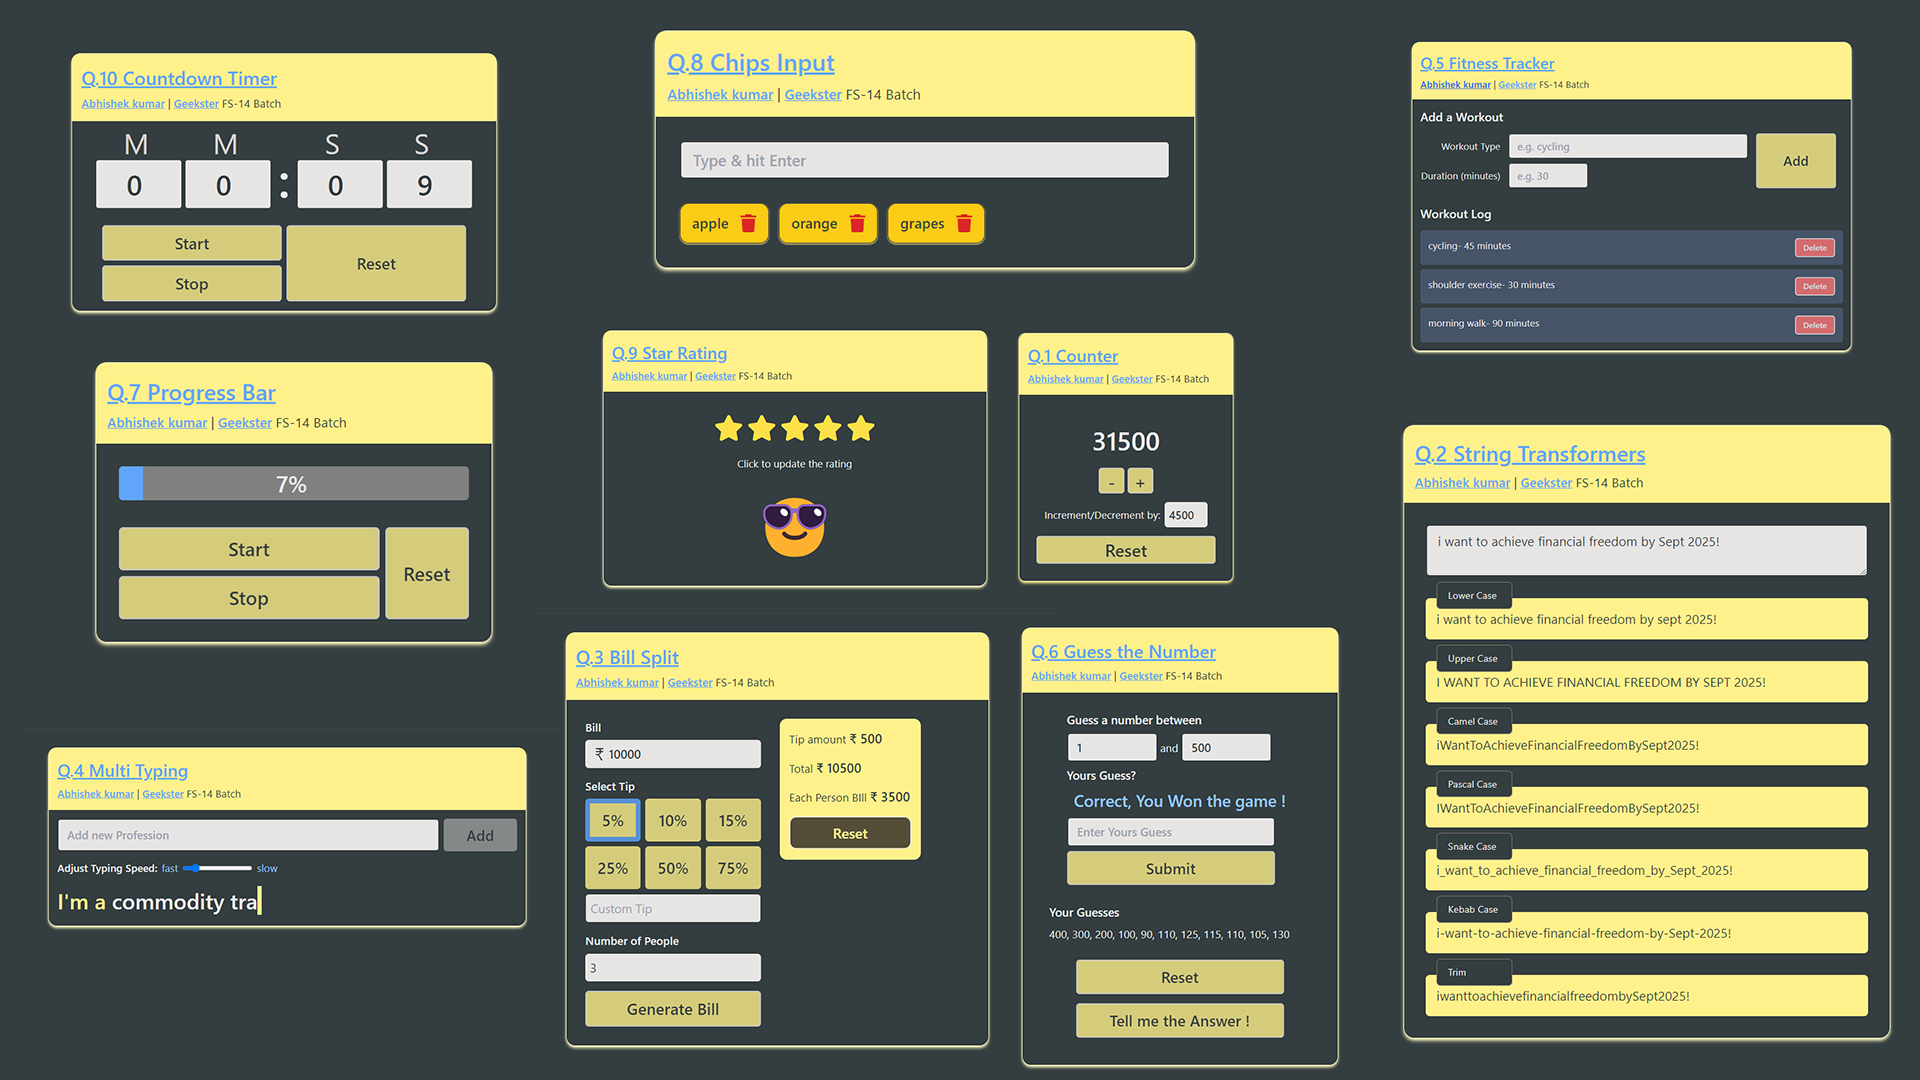 Q.10 Countdown Timer
Abhishek kumar | Geekster FS-14 Batch
M M S S
0 0 : 0 9
Start
Stop
Reset
Q.8 Chips Input
Abhishek kumar | Geekster FS-14 Batch
Type & hit Enter
apple orange grapes
Q.5 Fitness Tracker
Abhishek kumar | Geekster FS-14 Batch
Add a Workout
Workout Type e.g. cycling
Duration (minutes) e.g. 30
Add
Workout Log
cycling- 45 minutes Delete
shoulder exercise- 30 minutes Delete
morning walk- 90 minutes Delete
Q.7 Progress Bar
Abhishek kumar | Geekster FS-14 Batch
7%
Start
Stop
Reset
Q.9 Star Rating
Abhishek kumar | Geekster FS-14 Batch
Click to update the rating
Q.1 Counter
Abhishek kumar | Geekster FS-14 Batch
31500
- +
Increment/Decrement by: 4500
Reset
Q.2 String Transformers
Abhishek kumar | Geekster FS-14 Batch
i want to achieve financial freedom by Sept 2025!
Lower Case
i want to achieve financial freedom by sept 2025!
Upper Case
I WANT TO ACHIEVE FINANCIAL FREEDOM BY SEPT 2025!
Camel Case
iWantToAchieveFinancialFreedomBySept2025!
Pascal Case
IWantToAchieveFinancialFreedomBySept2025!
Snake Case
i_want_to_achieve_financial_freedom_by_Sept_2025!
Kebab Case
i-want-to-achieve-financial-freedom-by-Sept-2025!
Trim
iwanttoachievefinancialfreedombySept2025!
Q.4 Multi Typing
Abhishek kumar | Geekster FS-14 Batch
Add new Profession Add
Adjust Typing Speed: fast slow
I'm a commodity tra
Q.3 Bill Split
Abhishek kumar | Geekster FS-14 Batch
Bill
₹ 10000
Select Tip
5% 10% 15%
25% 50% 75%
Custom Tip
Number of People
3
Generate Bill
Tip amount ₹ 500
Total ₹ 10500
Each Person Bill ₹ 3500
Reset
Q.6 Guess the Number
Abhishek kumar | Geekster FS-14 Batch
Guess a number between
1 and 500
Yours Guess?
Correct, You Won the game !
Enter Yours Guess
Submit
Your Guesses
400, 300, 200, 100, 90, 110, 125, 115, 110, 105, 130
Reset
Tell me the Answer !